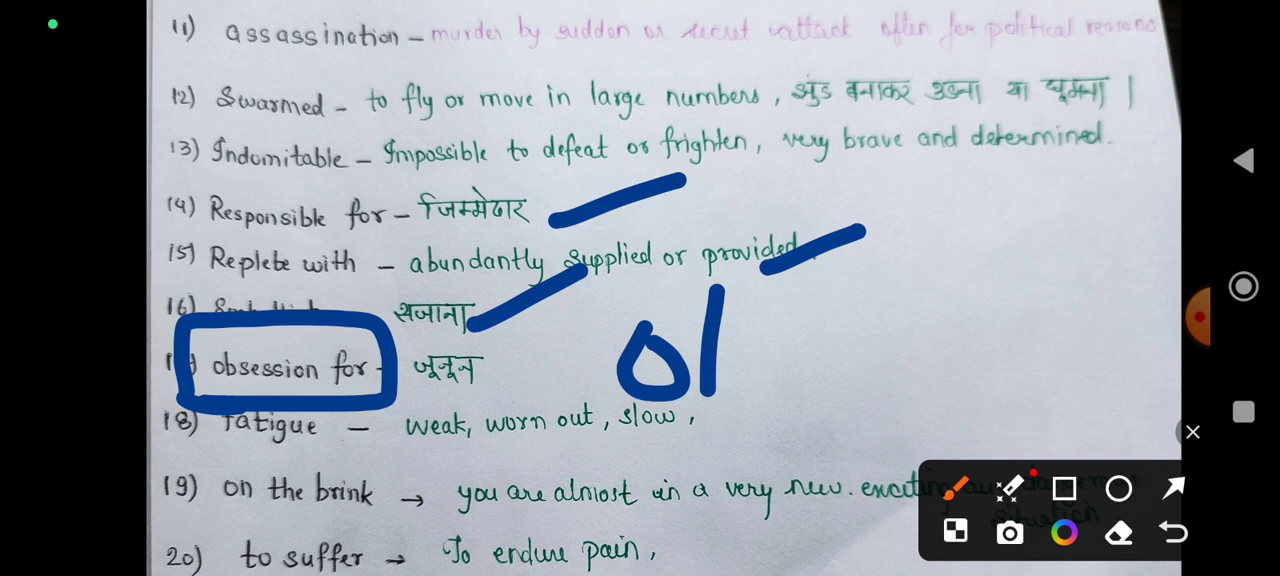 11) assassination – murder by sudden or secret attack often for political reasons
12) Swarmed – to fly or move in large numbers, झुंड बनाकर उडना या घूमना |
13) Indomitable – Impossible to defeat or frighten, very brave and determined.
14) Responsible for – जिम्मेदार
15) Replete with – abundantly supplied or provided.
16) सजाना
obsession for – जूनून
18) fatigue – weak, worn out, slow,
19) on the brink → you are almost in a very new. exciting
20) to suffer → To endure pain,
01